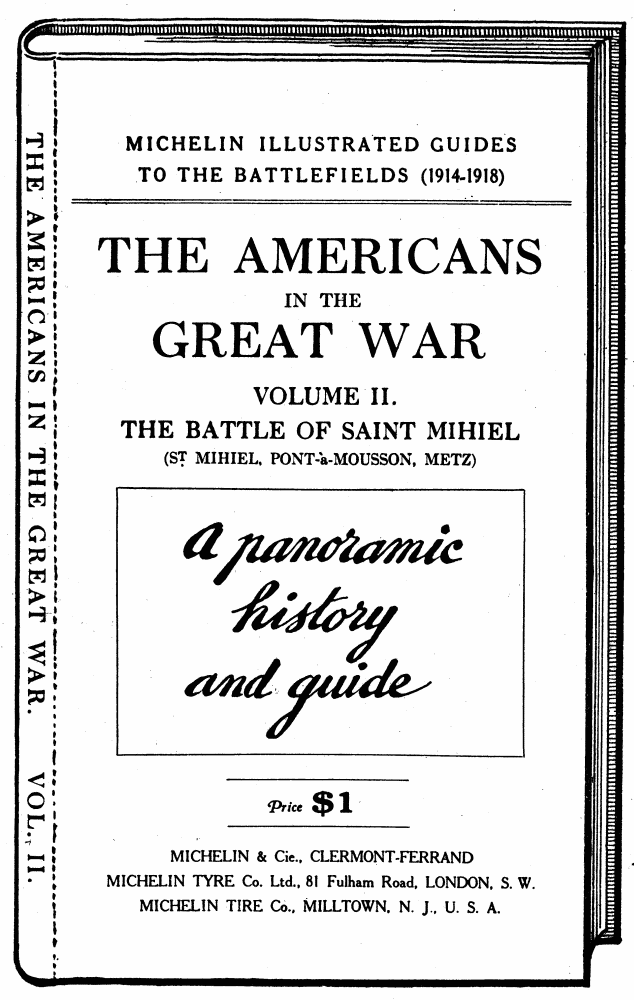 THE AMERICANS IN THE GREAT WAR. VOL. II.
MICHELIN ILLUSTRATED GUIDES
TO THE BATTLEFIELDS (1914-1918)
THE AMERICANS
IN THE
GREAT WAR
VOLUME II.
THE BATTLE OF SAINT MIHIEL
(ST MIHIEL, PONT-à-MOUSSON, METZ)
A panoramic
history
and guide
Price $1
MICHELIN & Cie., CLERMONT-FERRAND
MICHELIN TYRE Co. Ltd., 81 Fulham Road, LONDON, S. W.
MICHELIN TIRE Co., MILLTOWN, N. J., U. S. A.